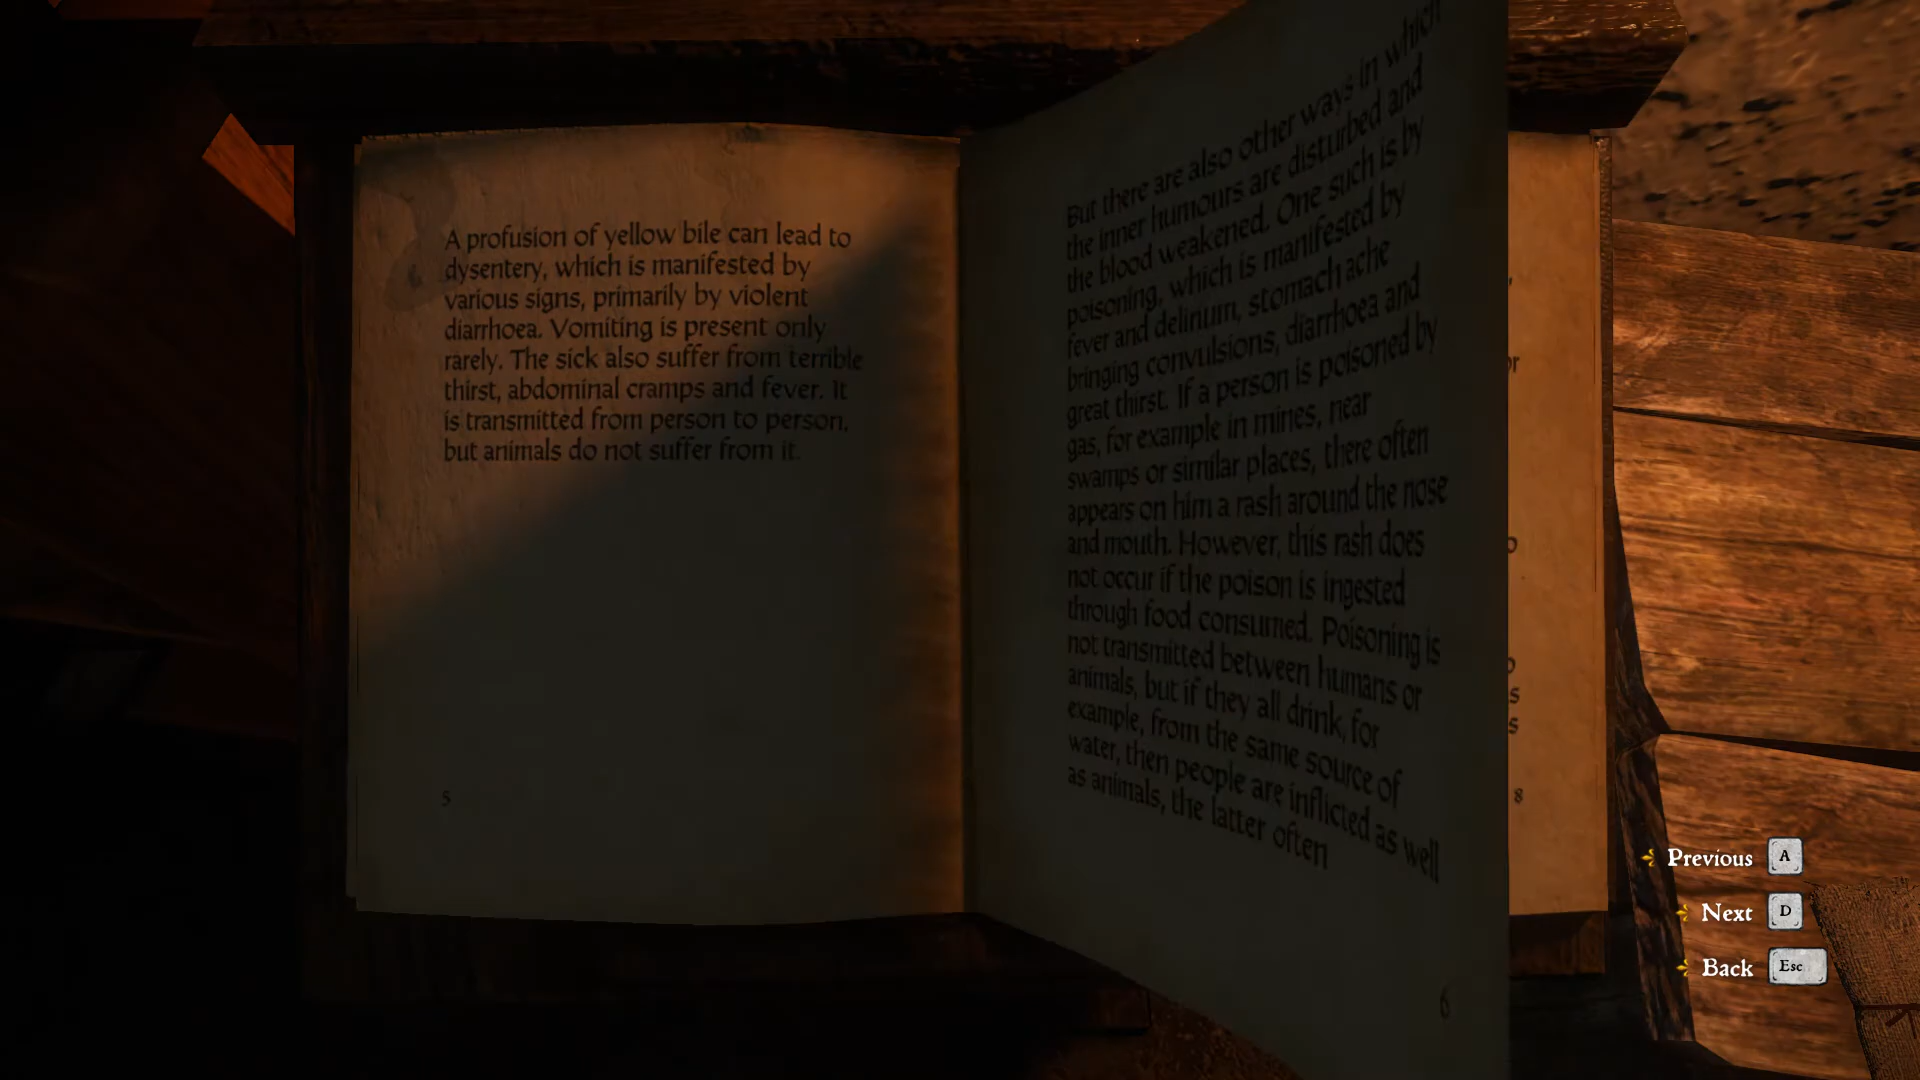 A profusion of yellow bile can lead to
dysentery, which is manifested by
various signs, primarily by violent
diarrhoea. Vomiting is present only
rarely. The sick also suffer from terrible
thirst, abdominal cramps and fever. It
is transmitted from person to person,
but animals do not suffer from it.
5
But there are also other ways in which
the inner humours are disturbed and
the blood weakened. One such is by
poisoning, which is manifested by
fever and delirium, stomach ache
bringing convulsions, diarrhoea and
great thirst. If a person is poisoned by
gas, for example in mines, near
swamps or similar places, there often
appears on him a rash around the nose
and mouth. However, this rash does
not occur if the poison is ingested
through food consumed. Poisoning is
not transmitted between humans or
animals, but if they all drink, for
example, from the same source of
water, then people are inflicted as well
as animals, the latter often
6
8
Previous A
Next D
Back Esc